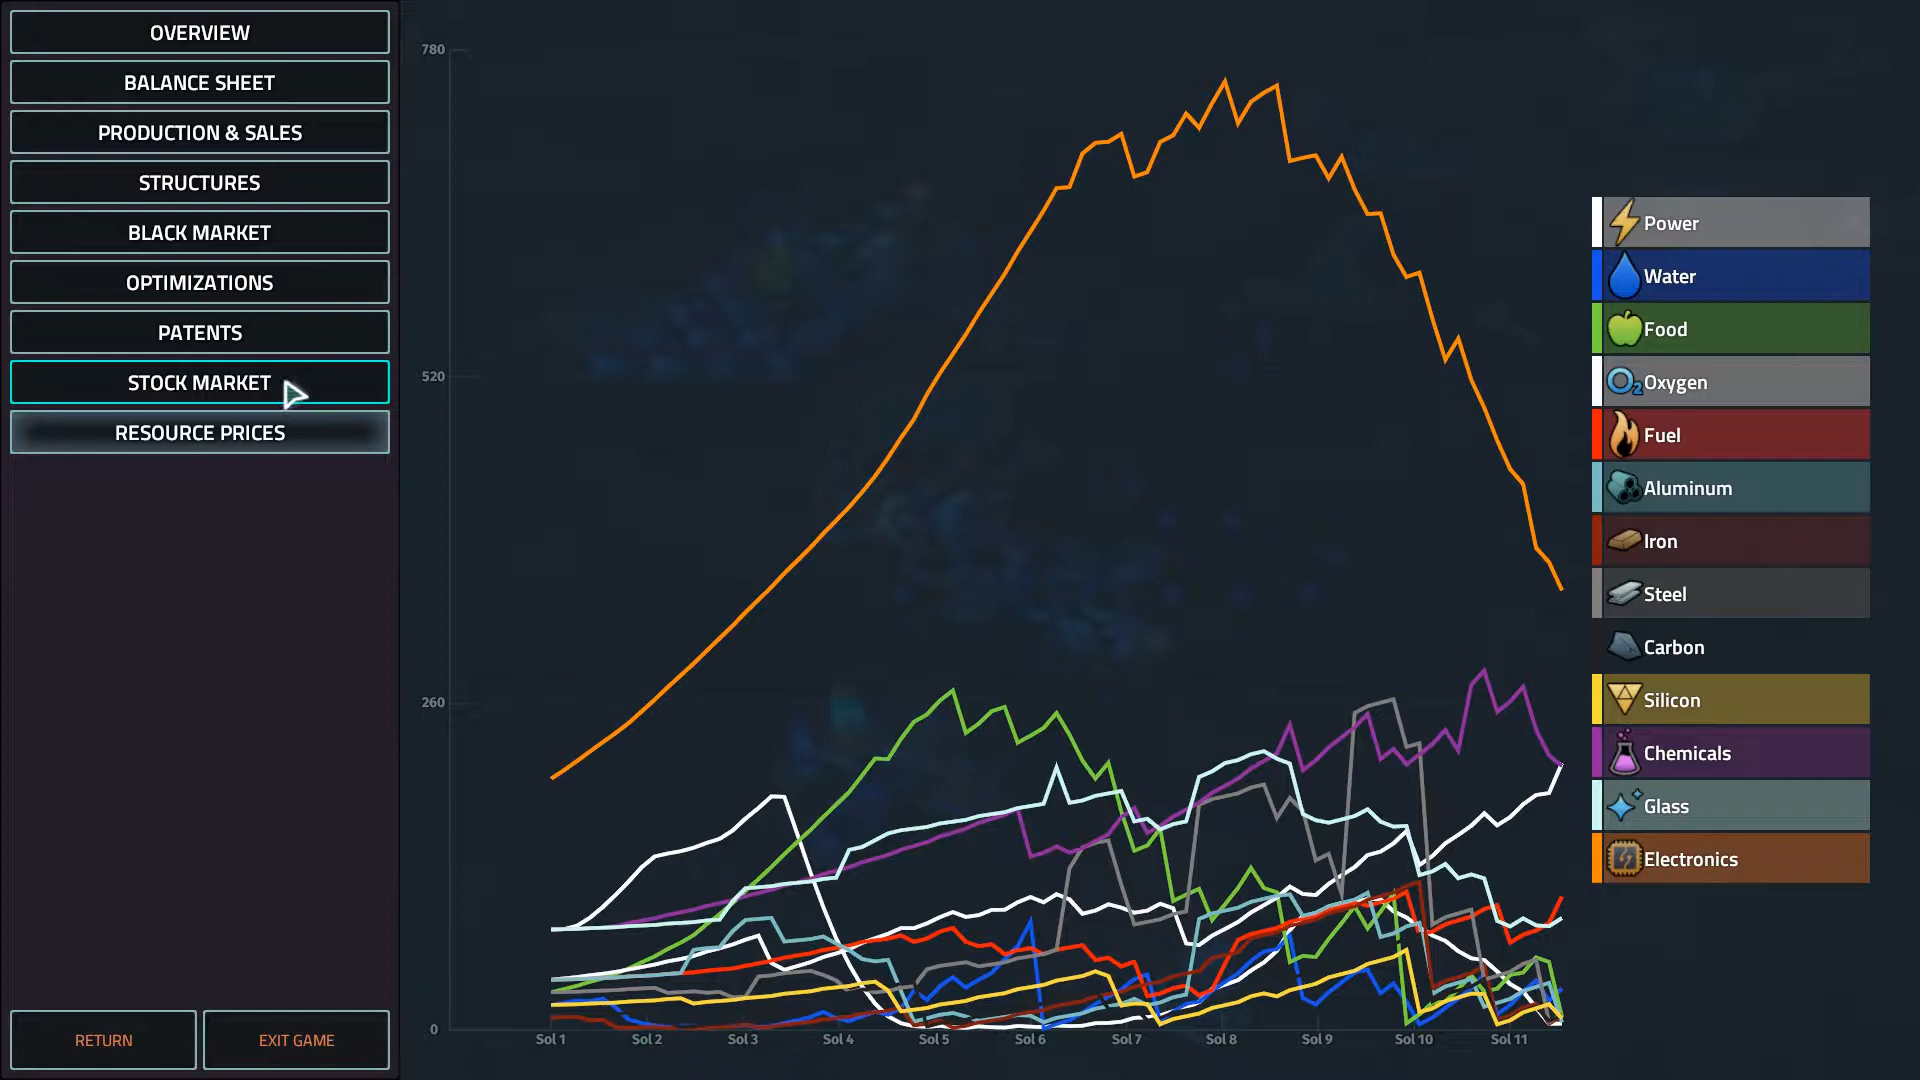 OVERVIEW
BALANCE SHEET
PRODUCTION & SALES
STRUCTURES
BLACK MARKET
OPTIMIZATIONS
PATENTS
STOCK MARKET
RESOURCE PRICES
RETURN
EXIT GAME
780
520
260
0
Sol 1 Sol 2 Sol 3 Sol 4 Sol 5 Sol 6 Sol 7 Sol 8 Sol 9 Sol 10 Sol 11
Power
Water
Food
O2 Oxygen
Fuel
Aluminum
Iron
Steel
Carbon
Silicon
Chemicals
Glass
Electronics